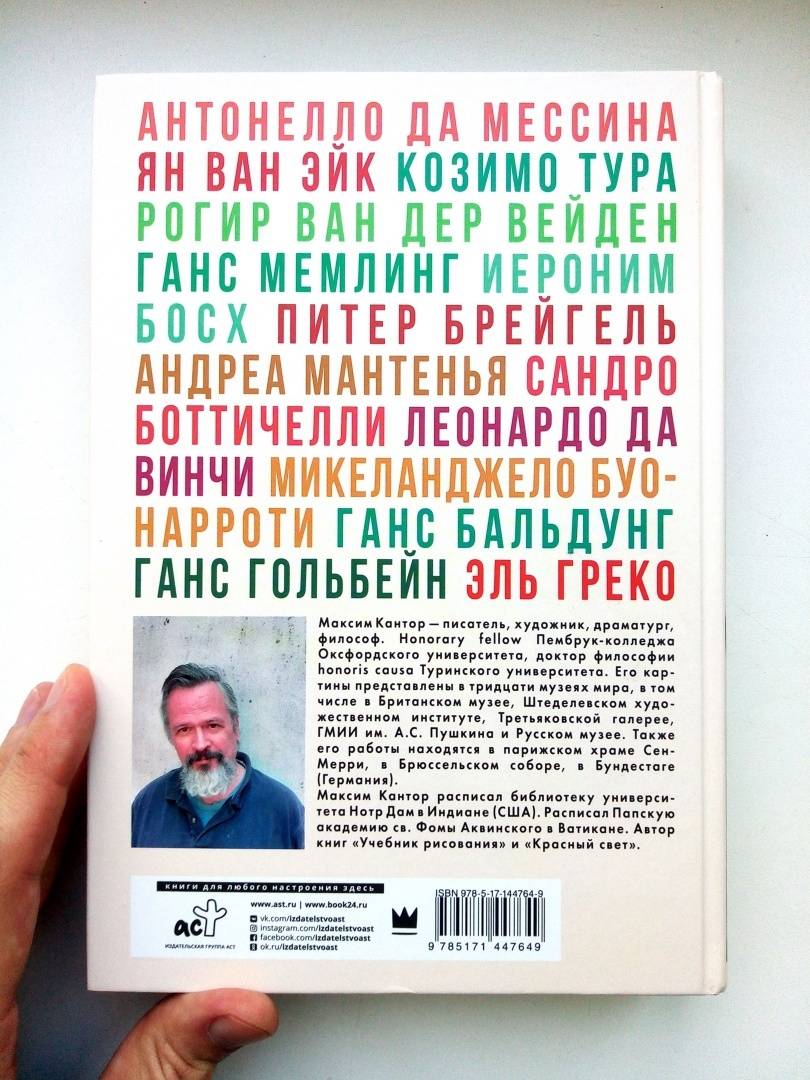 АНТОНЕЛЛО ДА МЕССИНА
ЯН ВАН ЭЙК КОЗИМО ТУРА
РОГИР ВАН ДЕР ВЕЙДЕН
ГАНС МЕМЛИНГ ИЕРОНИМ
БОСХ ПИТЕР БРЕЙГЕЛЬ
АНДРЕА МАНТЕНЬЯ САНДРО
БОТТИЧЕЛЛИ ЛЕОНАРДО ДА
ВИНЧИ МИКЕЛАНДЖЕЛО БУО-
НАРРОТИ ГАНС БАЛЬДУНГ
ГАНС ГОЛЬБЕЙН ЭЛЬ ГРЕКО
Максим Кантор — писатель, художник, драматург,
философ. Honorary fellow Пембрук-колледжа
Оксфордского университета, доктор философии
honoris causa Туринского университета. Его кар-
тины представлены в тридцати музеях мира, в том
числе в Британском музее, Штеделевском худо-
жественном институте, Третьяковской галерее,
ГМИИ им. А.С. Пушкина и Русском музее. Также
его работы находятся в парижском храме Сен-
Мерри, в Брюссельском соборе, в Бундестаге
(Германия).
Максим Кантор расписал библиотеку универси-
тета Нотр Дам в Индиане (США). Расписал Папскую
академию св. Фомы Аквинского в Ватикане. Автор
книг «Учебник рисования» и «Красный свет».
книги для любого настроения здесь
www.ast.ru | www.book24.ru
vk.com/izdatelstvoast
instagram.com/izdatelstvoast
facebook.com/izdatelstvoast
ok.ru/izdatelstvoast
аст
ИЗДАТЕЛЬСКАЯ ГРУППА АСТ
ISBN 978-5-17-144764-9
9 785171 447649